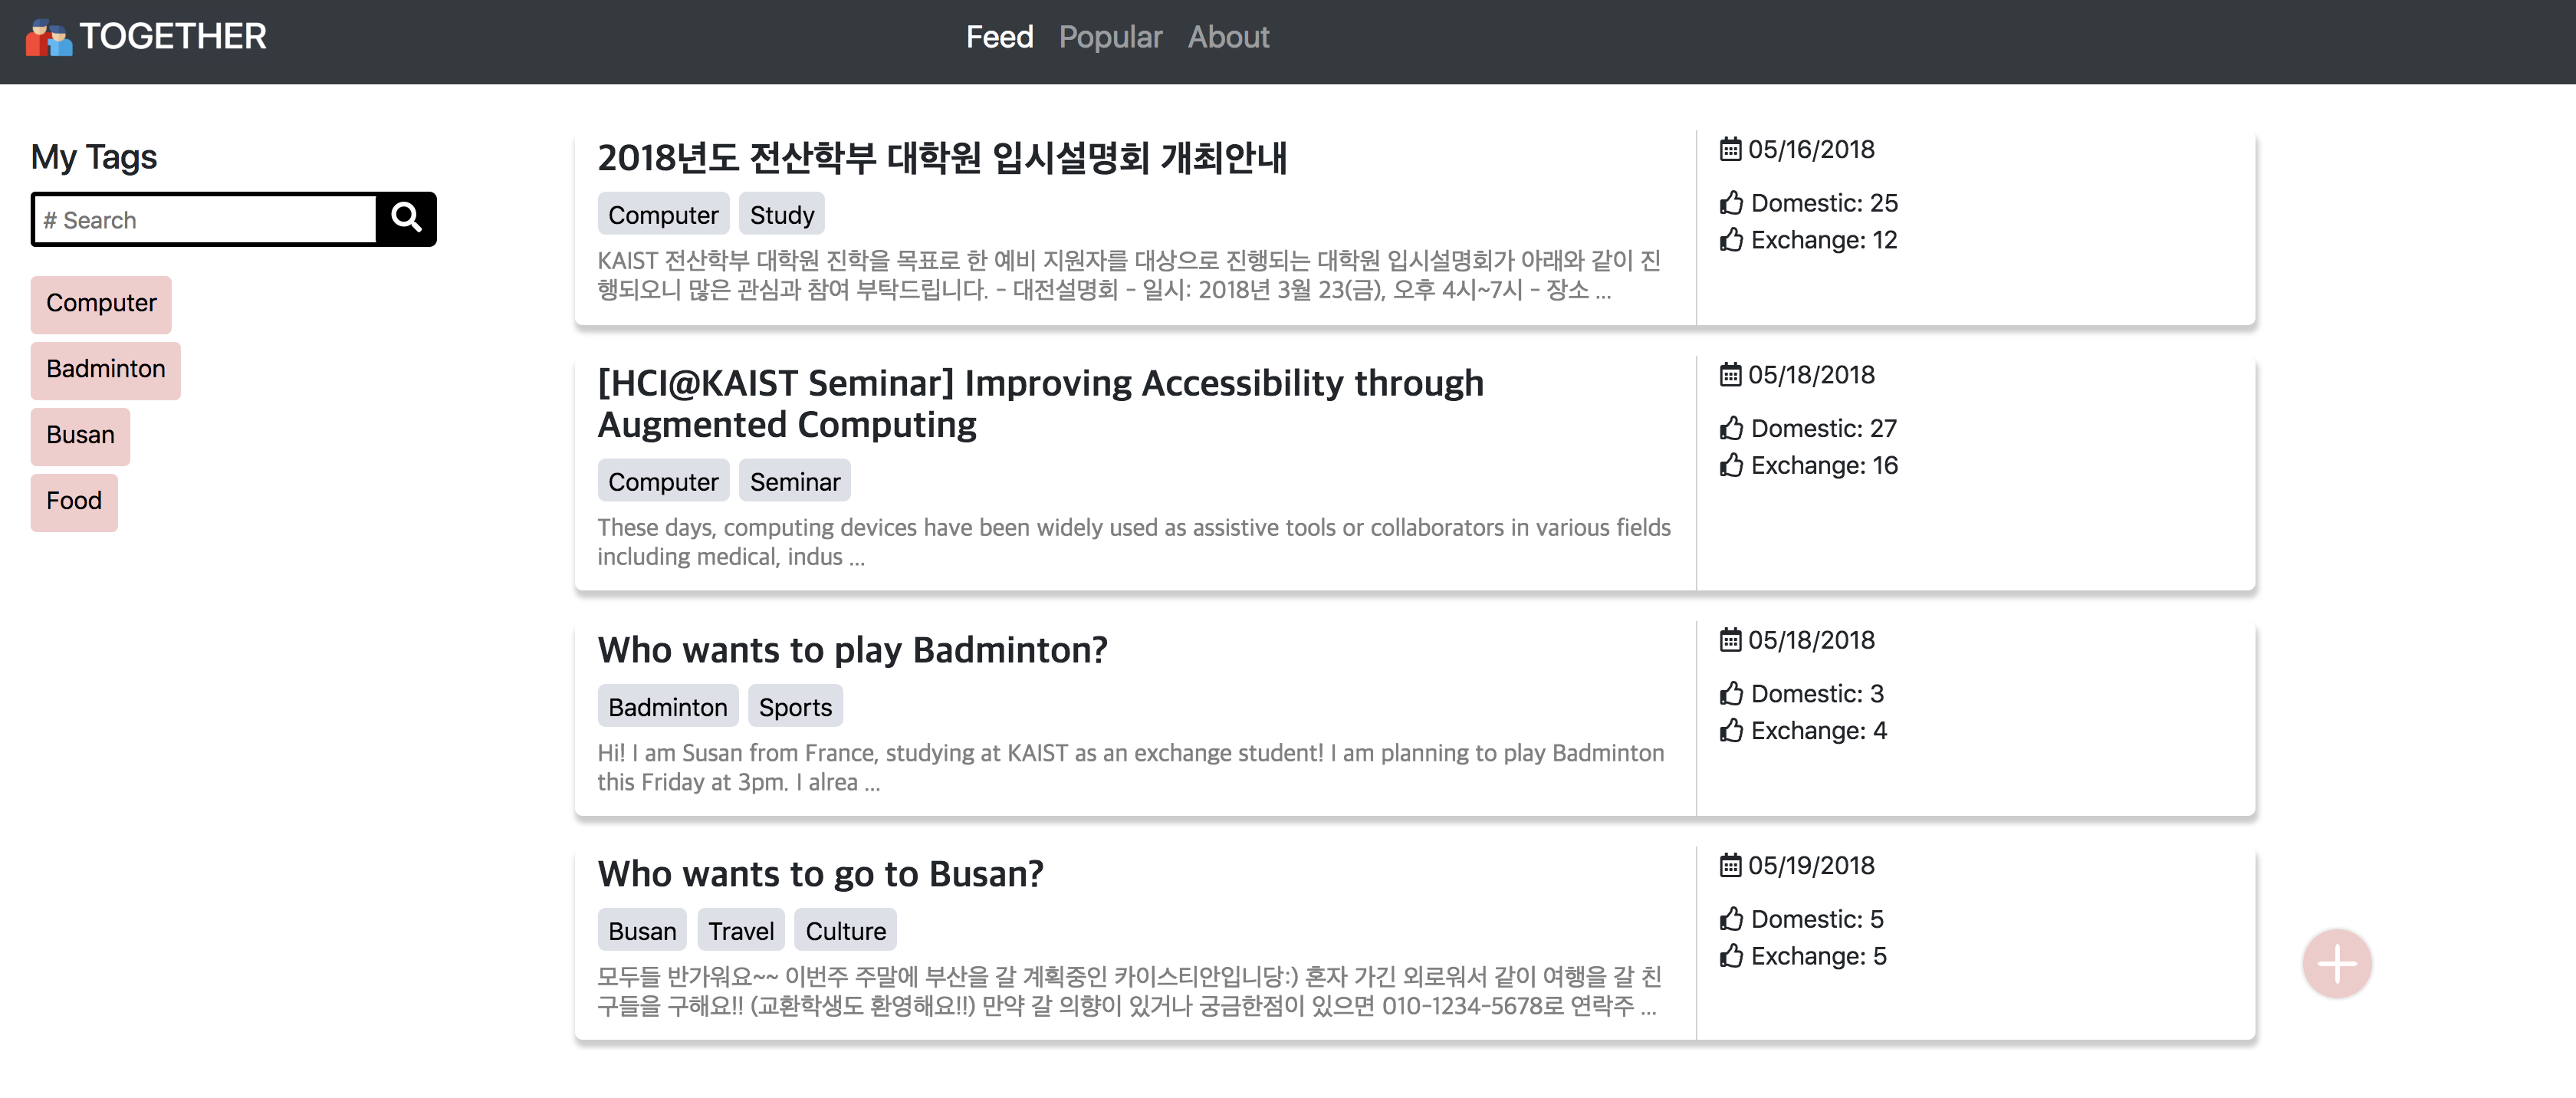 TOGETHER
Feed Popular About
My Tags
# Search
Computer
Badminton
Busan
Food
2018년도 전산학부 대학원 입시설명회 개최안내
Computer Study
KAIST 전산학부 대학원 진학을 목표로 한 예비 지원자를 대상으로 진행되는 대학원 입시설명회가 아래와 같이 진
행되오니 많은 관심과 참여 부탁드립니다. - 대전설명회 - 일시: 2018년 3월 23(금), 오후 4시~7시 - 장소 ...
05/16/2018
Domestic: 25
Exchange: 12
[HCI@KAIST Seminar] Improving Accessibility through
Augmented Computing
Computer Seminar
These days, computing devices have been widely used as assistive tools or collaborators in various fields
including medical, indus ...
05/18/2018
Domestic: 27
Exchange: 16
Who wants to play Badminton?
Badminton Sports
Hi! I am Susan from France, studying at KAIST as an exchange student! I am planning to play Badminton
this Friday at 3pm. I alrea ...
05/18/2018
Domestic: 3
Exchange: 4
Who wants to go to Busan?
Busan Travel Culture
모두들 반가워요~~ 이번주 주말에 부산을 갈 계획중인 카이스티안입니당:) 혼자 가긴 외로워서 같이 여행을 갈 친
구들을 구해요!! (교환학생도 환영해요!!) 만약 갈 의향이 있거나 궁금한점이 있으면 010-1234-5678로 연락주 ...
05/19/2018
Domestic: 5
Exchange: 5